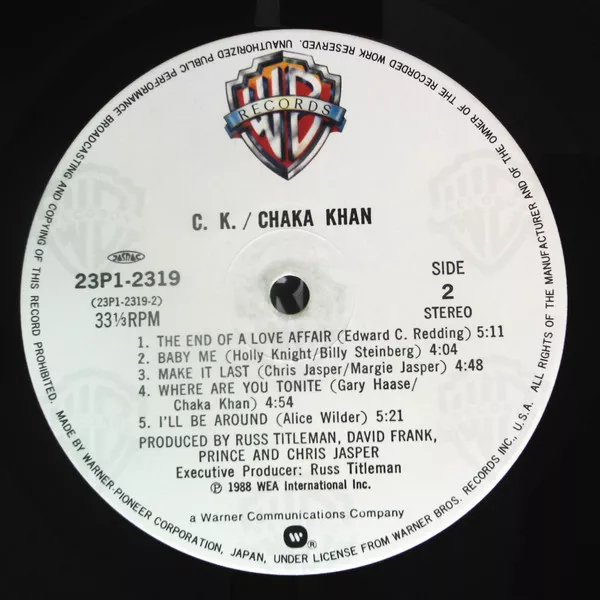 ALL RIGHTS OF THE MANUFACTURER AND OF THE OWNER OF THE RECORDED WORK RESERVED. UNAUTHORIZED PUBLIC PERFORMANCE BROADCASTING AND COPYING OF THIS RECORD PROHIBITED.
WB
RECORDS
C. K. / CHAKA KHAN
JASRAC
23P1-2319
(23P1-2319-2)
33⅓RPM
SIDE
2
STEREO
1. THE END OF A LOVE AFFAIR (Edward C. Redding) 5:11
2. BABY ME (Holly Knight/Billy Steinberg) 4:04
3. MAKE IT LAST (Chris Jasper/Margie Jasper) 4:48
4. WHERE ARE YOU TONITE (Gary Haase/
Chaka Khan) 4:54
5. I'LL BE AROUND (Alice Wilder) 5:21
PRODUCED BY RUSS TITLEMAN, DAVID FRANK,
PRINCE AND CHRIS JASPER
Executive Producer: Russ Titleman
℗ 1988 WEA International Inc.
a Warner Communications Company
®
MADE BY WARNER-PIONEER CORPORATION, JAPAN, UNDER LICENSE FROM WARNER BROS. RECORDS INC., U.S.A.